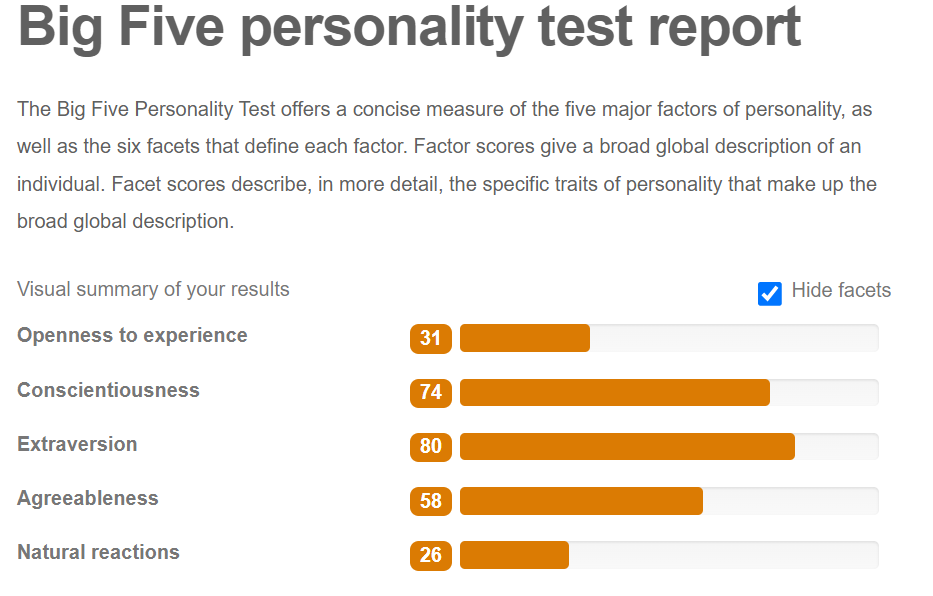 Big Five personality test report
The Big Five Personality Test offers a concise measure of the five major factors of personality, as
well as the six facets that define each factor. Factor scores give a broad global description of an
individual. Facet scores describe, in more detail, the specific traits of personality that make up the
broad global description.
Visual summary of your results Hide facets
Openness to experience 31
Conscientiousness 74
Extraversion 80
Agreeableness 58
Natural reactions 26